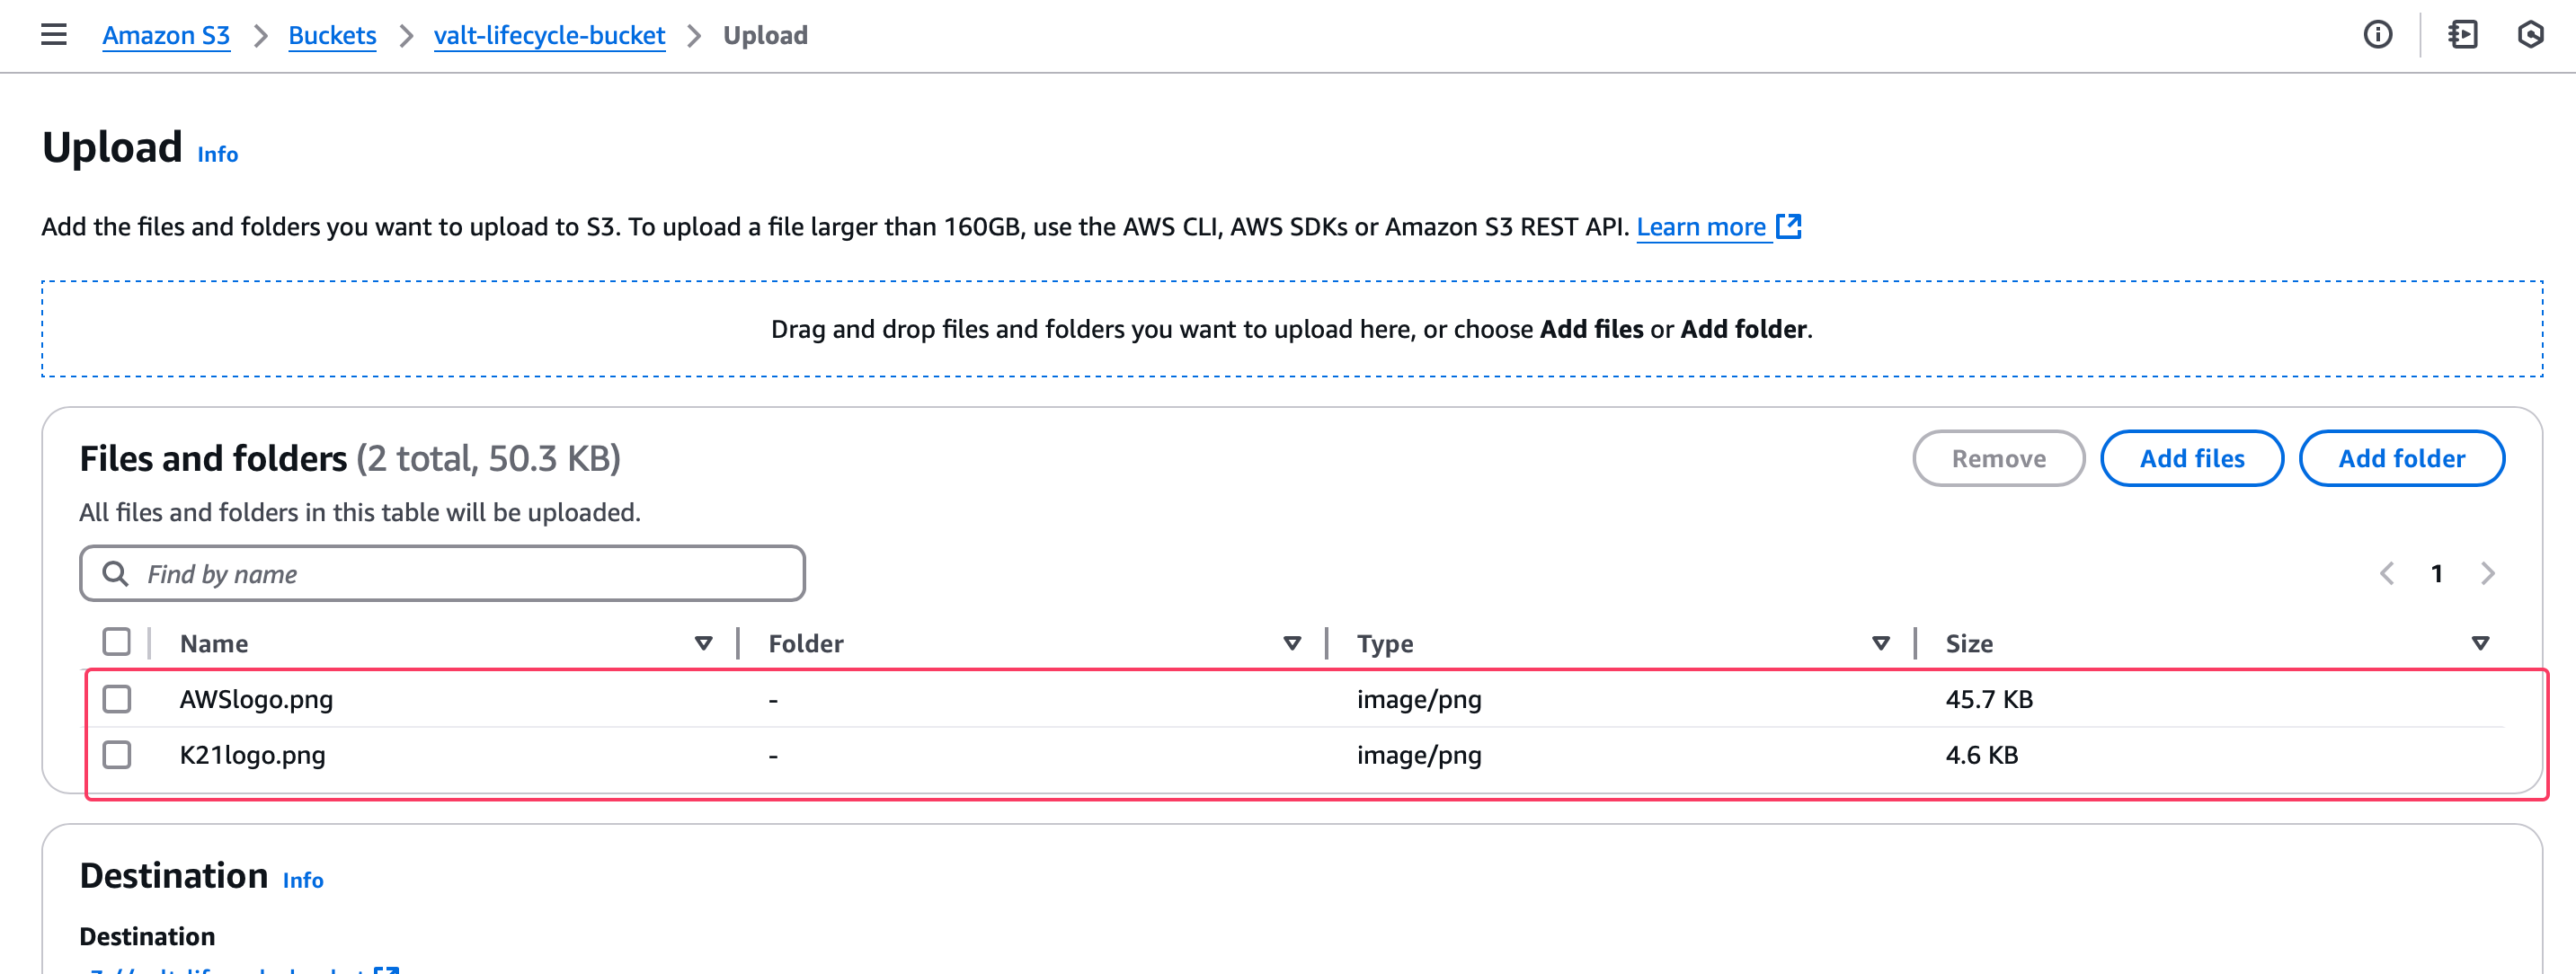 Amazon S3 > Buckets > valt-lifecycle-bucket > Upload
Upload Info
Add the files and folders you want to upload to S3. To upload a file larger than 160GB, use the AWS CLI, AWS SDKs or Amazon S3 REST API. Learn more
Drag and drop files and folders you want to upload here, or choose Add files or Add folder.
Files and folders (2 total, 50.3 KB)
Remove Add files Add folder
All files and folders in this table will be uploaded.
Find by name
1
Name Folder Type Size
AWSlogo.png - image/png 45.7 KB
K21logo.png - image/png 4.6 KB
Destination Info
Destination